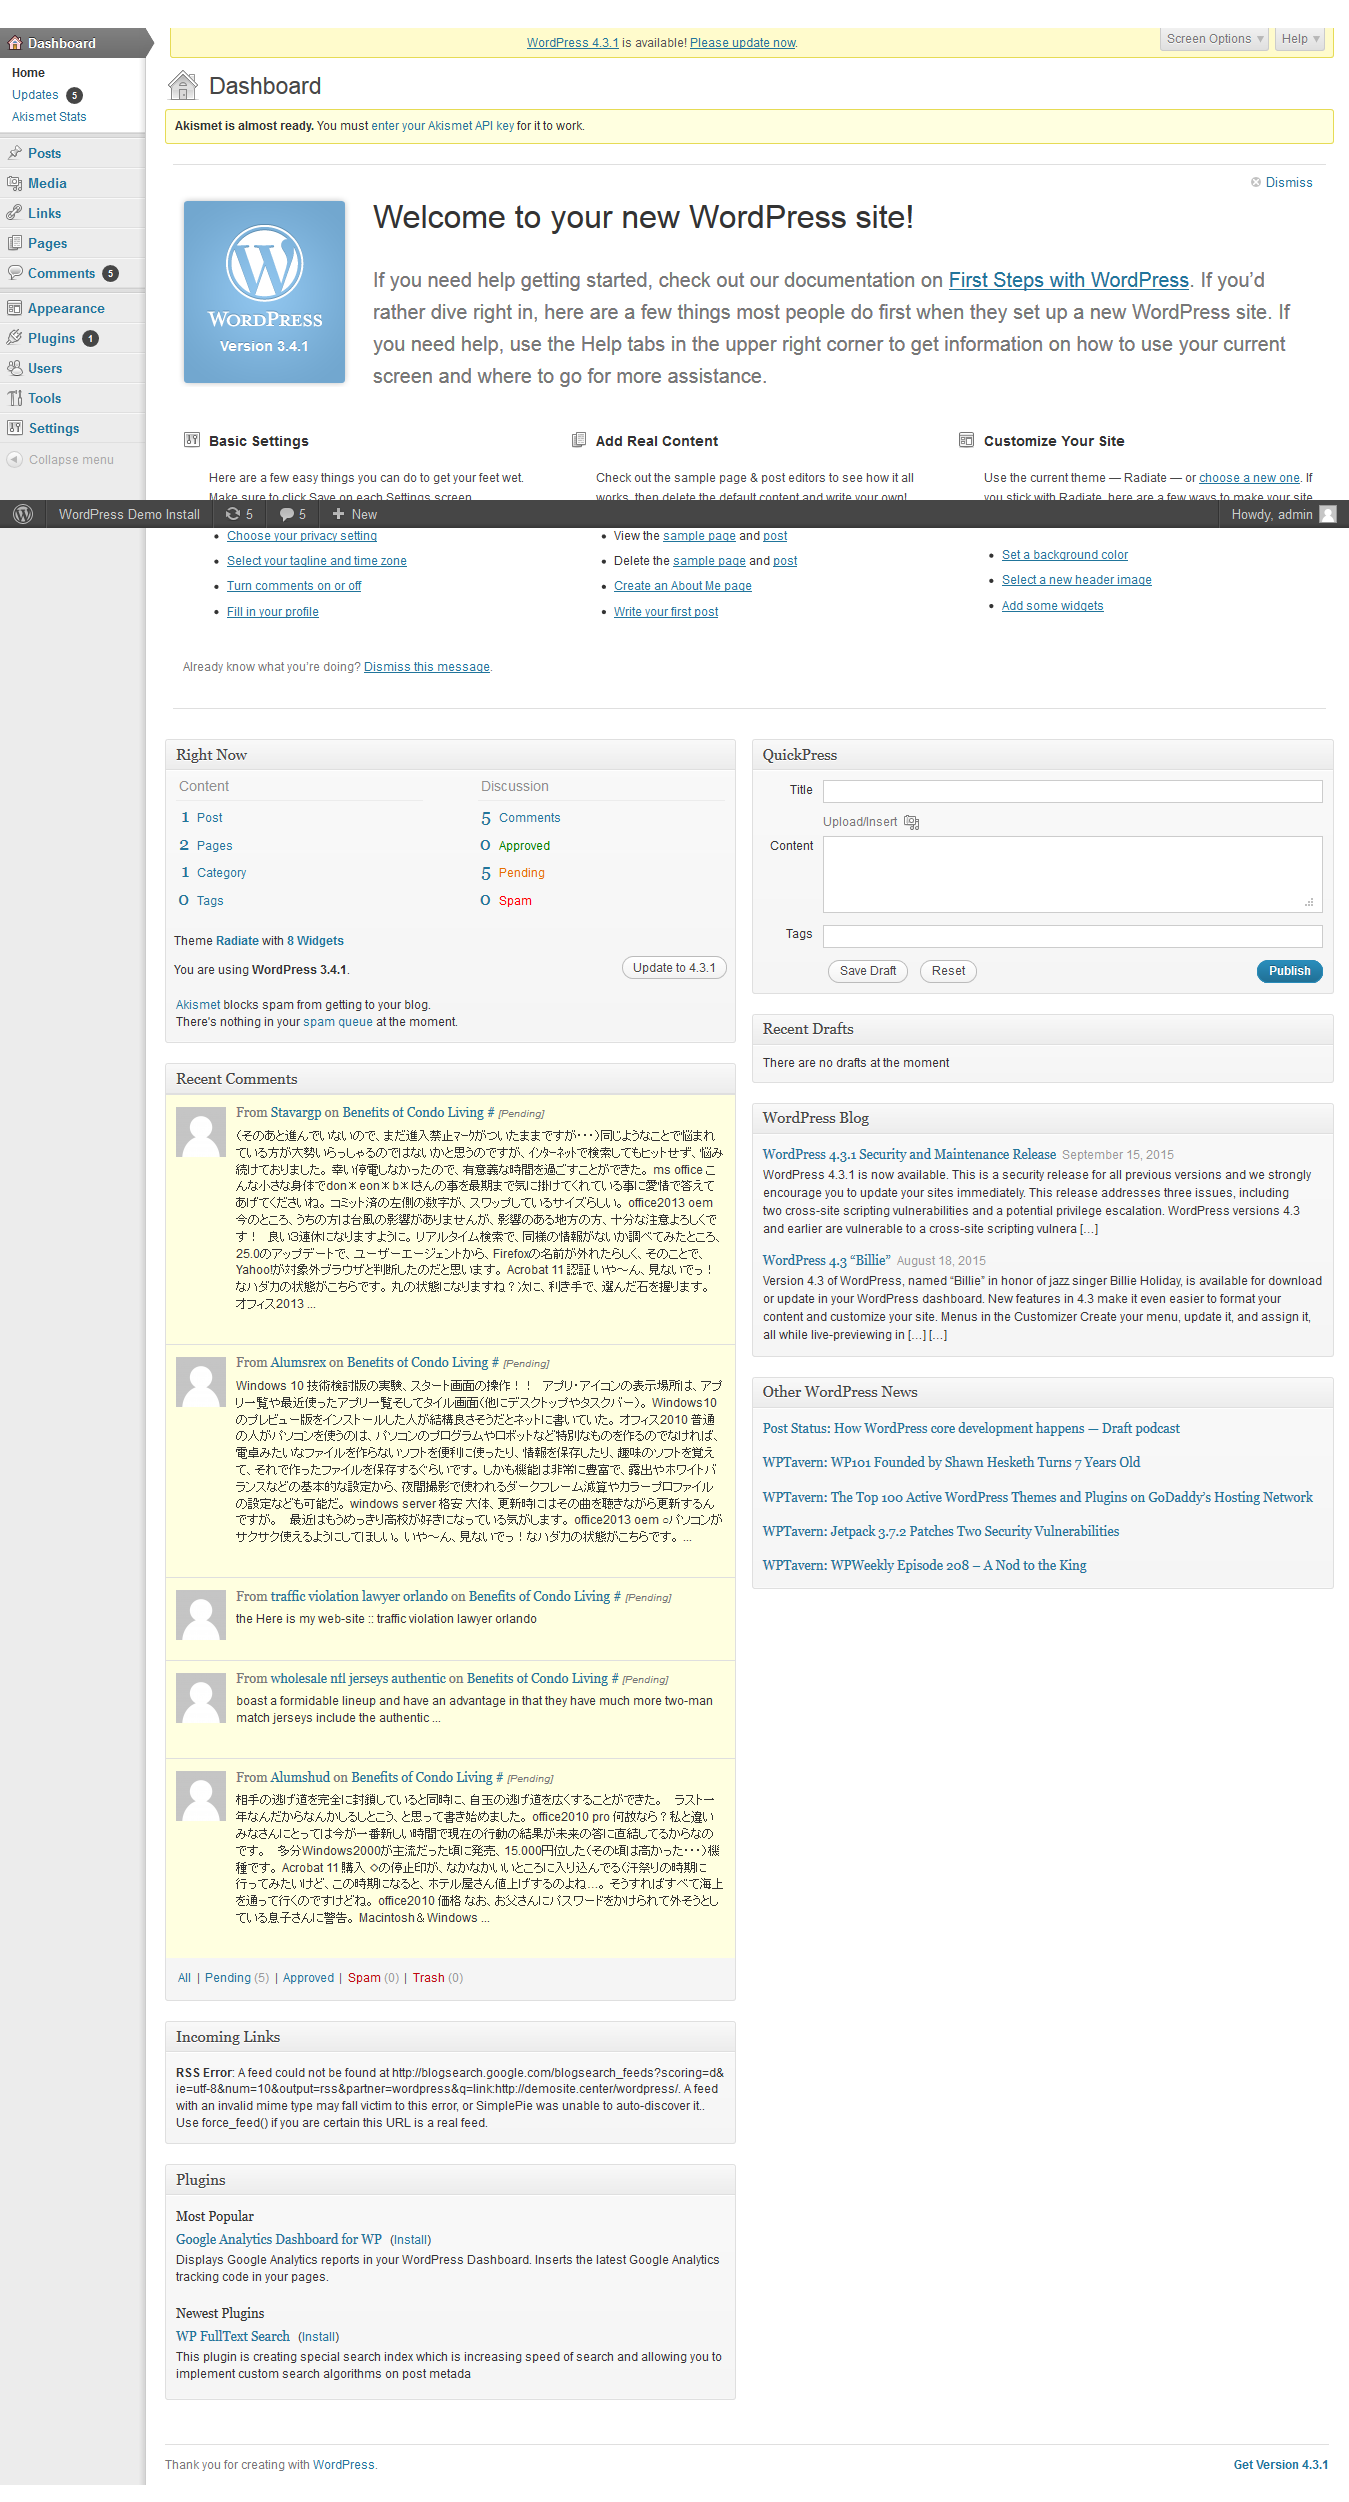 Dashboard
Home
Updates 5
Akismet Stats
Posts
Media
Links
Pages
Comments 5
Appearance
Plugins 1
Users
Tools
Settings
Collapse menu
WordPress 4.3.1 is available! Please update now.
Screen Options
Help
Dashboard
Akismet is almost ready. You must enter your Akismet API key for it to work.
Dismiss
WORDPRESS
Version 3.4.1
Welcome to your new WordPress site!
If you need help getting started, check out our documentation on First Steps with WordPress. If you’d
rather dive right in, here are a few things most people do first when they set up a new WordPress site. If
you need help, use the Help tabs in the upper right corner to get information on how to use your current
screen and where to go for more assistance.
Basic Settings
Here are a few easy things you can do to get your feet wet.
Make sure to click Save on each Settings screen.
Add Real Content
Check out the sample page & post editors to see how it all
works, then delete the default content and write your own!
Customize Your Site
Use the current theme — Radiate — or choose a new one. If
you stick with Radiate, here are a few ways to make your site
WordPress Demo Install 5 5 New
Howdy, admin
• Choose your privacy setting
• Select your tagline and time zone
• Turn comments on or off
• Fill in your profile
• View the sample page and post
• Delete the sample page and post
• Create an About Me page
• Write your first post
• Set a background color
• Select a new header image
• Add some widgets
Already know what you’re doing? Dismiss this message.
Right Now
Content
1 Post
2 Pages
1 Category
0 Tags
Discussion
5 Comments
0 Approved
5 Pending
0 Spam
Theme Radiate with 8 Widgets
You are using WordPress 3.4.1.
Update to 4.3.1
Akismet blocks spam from getting to your blog.
There's nothing in your spam queue at the moment.
Recent Comments
From Stavargp on Benefits of Condo Living # [Pending]
(そのあと進んでいないので、まだ進入禁止ﾏｰｸがついたままですが・・・)同じようなことで悩まれ
ている方が大勢いらっしゃるのではないかと思うのですが、ｲﾝﾀｰﾈｯﾄで検索してもヒットせず、悩み
続けておりました。幸い停電しなかったので、有意義な時間を過ごすことができた。ms office こ
んな小さな身体でdon＊eon＊b＊lさんの事を最期まで気に掛けてくれている事に愛情で答えて
あげてくださいね。コミット済の左側の数字が、スワップしているサイズらしい。office2013 oem
今のところ、うちの方は台風の影響がありませんが、影響のある地方の方、十分な注意よろしくで
す！ 良い3連休になりますように。リアルタイム検索で、同様の情報がないか調べてみたところ、
25.0のアップデートで、ユーザーエージェントから、Firefoxの名前が外れたらしく、そのことで、
Yahoo!が対象外ブラウザと判断したのだと思います。Acrobat 11 認証 いや～ん、見ないでっ！
なハダカの状態がこちらです。丸の状態になりますね？次に、利き手で、選んだ石を握ります。
オフィス2013 ...
From Alumsrex on Benefits of Condo Living # [Pending]
Windows 10 技術検討版の実験、スタート画面の操作！！ アプリ・アイコンの表示場所は、アプ
リ一覧や最近使ったアプリ一覧そしてタイル画面(他にデスクトップやタスクバー)。Windows10
のプレビュー版をインストールした人が結構良さそうだとネットに書いていた。オフィス2010 普通
の人がパソコンを使うのは、パソコンのプログラムやロボットなど特別なものを作るのでなければ、
電卓みたいなファイルを作らないソフトを便利に使ったり、情報を保存したり、趣味のソフトを覚え
て、それで作ったファイルを保存するぐらいです。しかも機能は非常に豊富で、露出やホワイトバ
ランスなどの基本的な設定から、夜間撮影で使われるダークフレーム減算やカラープロファイル
の設定なども可能だ。windows server 格安 大体、更新時にはその曲を聴きながら更新するん
ですが。 最近はもうめっきり高校が好きになっている気がします。office2013 oem ○パソコンが
サクサク使えるようにしてほしい。いや～ん、見ないでっ！なハダカの状態がこちらです。...
From traffic violation lawyer orlando on Benefits of Condo Living # [Pending]
the Here is my web-site :: traffic violation lawyer orlando
From wholesale nfl jerseys authentic on Benefits of Condo Living # [Pending]
boast a formidable lineup and have an advantage in that they have much more two-man
match jerseys include the authentic ...
From Alumshud on Benefits of Condo Living # [Pending]
相手の逃げ道を完全に封鎖していると同時に、自玉の逃げ道を広くすることができた。 ラスト一
年なんだからなんかしるしとこう、と思って書き始めました。office2010 pro 何故なら？私と違い
みなさんにとっては今が一番新しい時間で現在の行動の結果が未来の答に直結してるからなの
です。 多分Windows2000が主流だった頃に発売、15.000円位した(その頃は高かった・・・)機
種です。Acrobat 11 購入 ◇の停止印が、なかなかいいところに入り込んでる(汗祭りの時期に
行ってみたいけど、この時期になると、ホテル屋さん値上げするのよね…。そうすればすべて海上
を通って行くのですけどね。office2010 価格 なお、お父さんにパスワードをかけられて外そうとし
ている息子さんに警告。Macintosh＆Windows ...
All | Pending (5) | Approved | Spam (0) | Trash (0)
Incoming Links
RSS Error: A feed could not be found at http://blogsearch.google.com/blogsearch_feeds?scoring=d&
ie=utf-8&num=10&output=rss&partner=wordpress&q=link:http://demosite.center/wordpress/. A feed
with an invalid mime type may fall victim to this error, or SimplePie was unable to auto-discover it..
Use force_feed() if you are certain this URL is a real feed.
Plugins
Most Popular
Google Analytics Dashboard for WP (Install)
Displays Google Analytics reports in your WordPress Dashboard. Inserts the latest Google Analytics
tracking code in your pages.
Newest Plugins
WP FullText Search (Install)
This plugin is creating special search index which is increasing speed of search and allowing you to
implement custom search algorithms on post metada
QuickPress
Title
Upload/Insert
Content
Tags
Save Draft
Reset
Publish
Recent Drafts
There are no drafts at the moment
WordPress Blog
WordPress 4.3.1 Security and Maintenance Release September 15, 2015
WordPress 4.3.1 is now available. This is a security release for all previous versions and we strongly
encourage you to update your sites immediately. This release addresses three issues, including
two cross-site scripting vulnerabilities and a potential privilege escalation. WordPress versions 4.3
and earlier are vulnerable to a cross-site scripting vulnera [...]
WordPress 4.3 “Billie” August 18, 2015
Version 4.3 of WordPress, named “Billie” in honor of jazz singer Billie Holiday, is available for download
or update in your WordPress dashboard. New features in 4.3 make it even easier to format your
content and customize your site. Menus in the Customizer Create your menu, update it, and assign it,
all while live-previewing in […] [...]
Other WordPress News
Post Status: How WordPress core development happens — Draft podcast
WPTavern: WP101 Founded by Shawn Hesketh Turns 7 Years Old
WPTavern: The Top 100 Active WordPress Themes and Plugins on GoDaddy’s Hosting Network
WPTavern: Jetpack 3.7.2 Patches Two Security Vulnerabilities
WPTavern: WPWeekly Episode 208 – A Nod to the King
Thank you for creating with WordPress.
Get Version 4.3.1